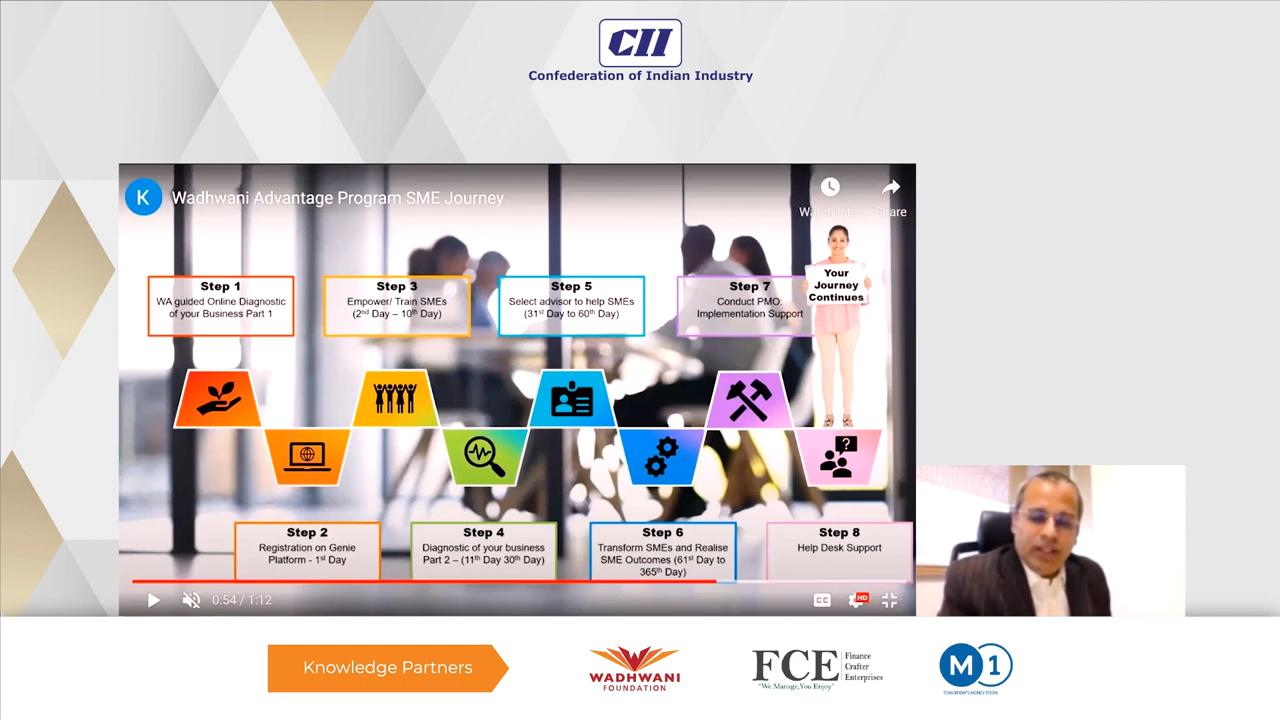 CII
Confederation of Indian Industry
K
Wadhwani Advantage Program SME Journey
Watch later
Share
Step 1
WA guided Online Diagnostic
of your Business Part 1
Step 3
Empower/ Train SMEs
(2nd Day – 10th Day)
Step 5
Select advisor to help SMEs
(31st Day to 60th Day)
Step 7
Conduct PMO:
Implementation Support
Your
Journey
Continues
Step 2
Registration on Genie
Platform - 1st Day
Step 4
Diagnostic of your business
Part 2 – (11th Day 30th Day)
Step 6
Transform SMEs and Realise
SME Outcomes (61st Day to
365th Day)
Step 8
Help Desk Support
0:54 / 1:12
CC
HD
Knowledge Partners
WADHWANI
FOUNDATION
FCE
Finance
Crafter
Enterprises
"We Manage,You Enjoy"
M1
TOMORROW'S MONEY TODAY